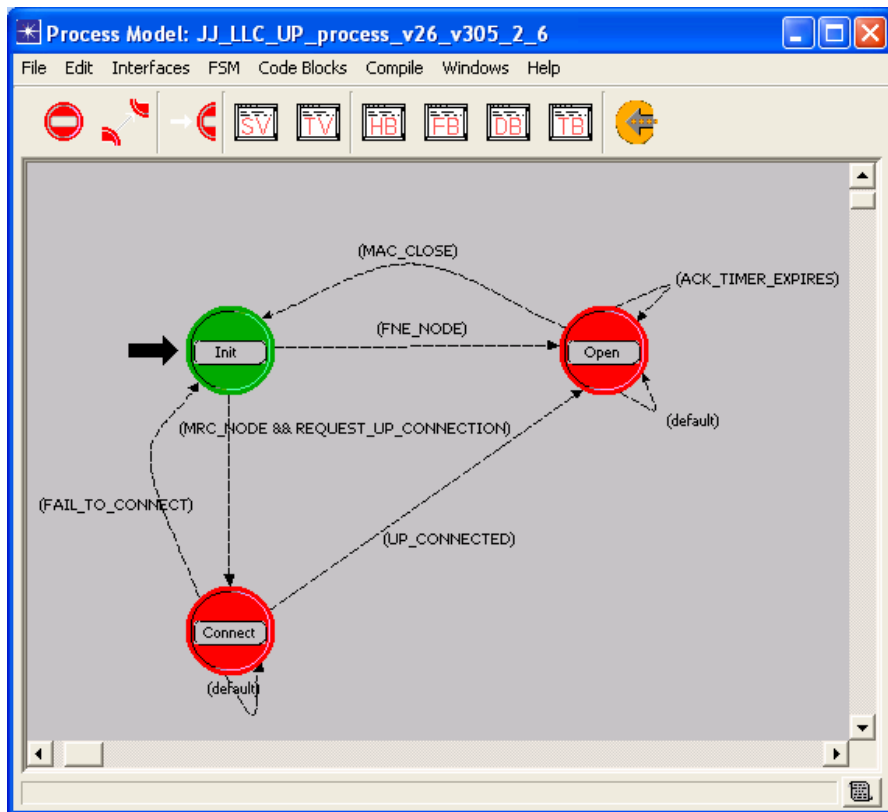 Process Model: JJ_LLC_UP_process_v26_v305_2_6
File Edit Interfaces FSM Code Blocks Compile Windows Help
SV TV HB FB DB TB
(MAC_CLOSE)
(ACK_TIMER_EXPIRES)
(FNE_NODE)
Init
Open
(default)
(MRC_NODE && REQUEST_UP_CONNECTION)
(FAIL_TO_CONNECT)
(UP_CONNECTED)
Connect
(default)